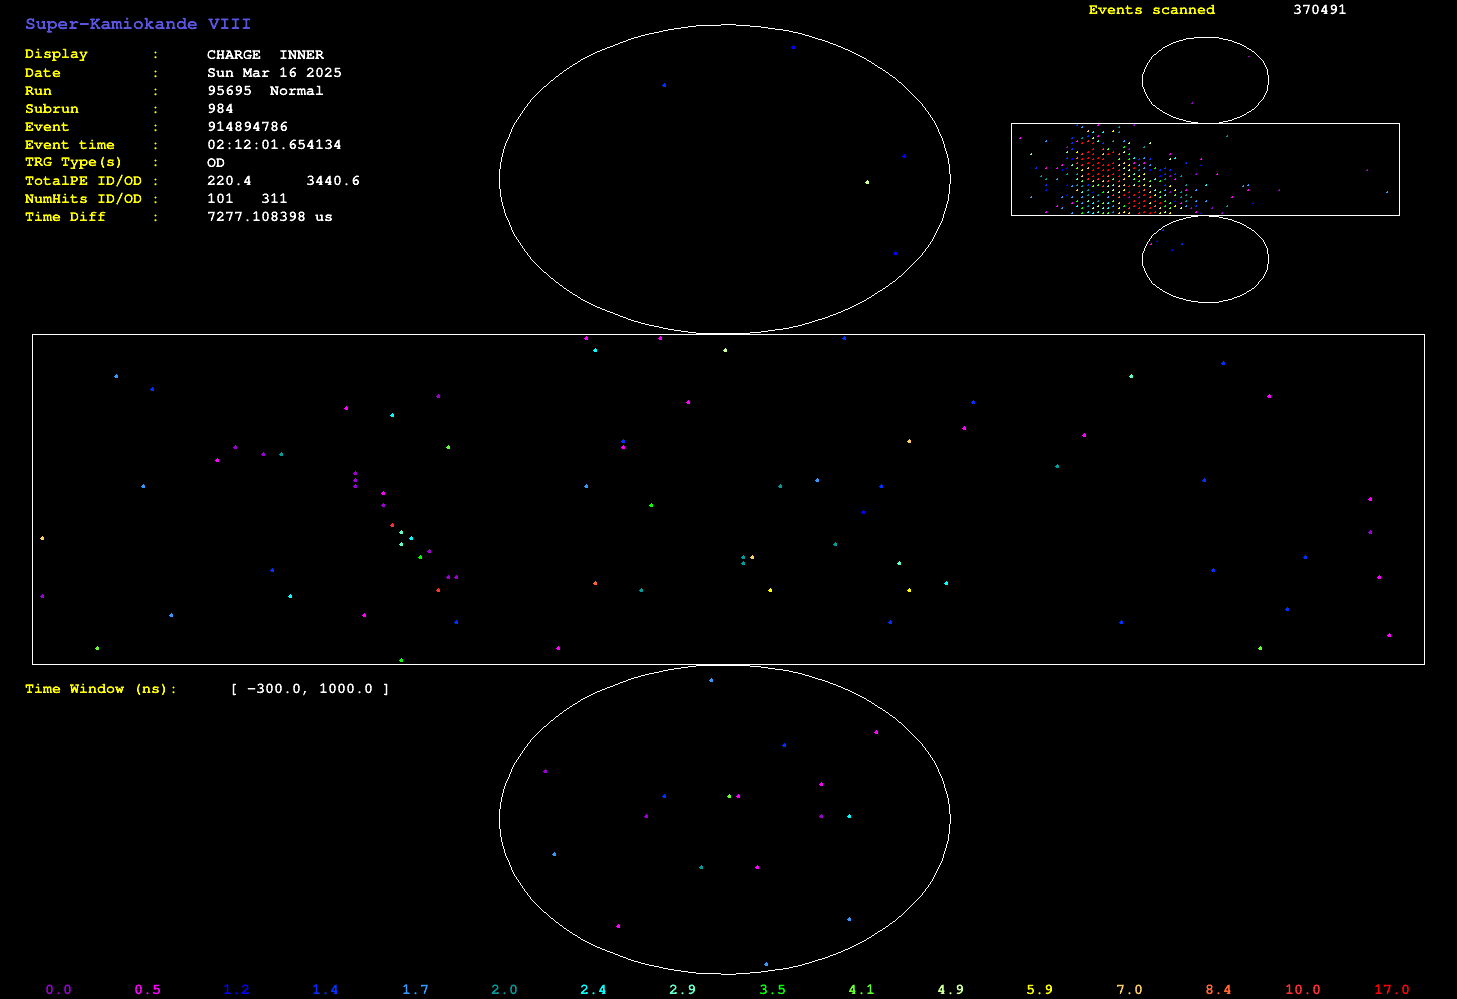 Super-Kamiokande VIII
Events scanned 370491
Display : CHARGE INNER
Date : Sun Mar 16 2025
Run : 95695 Normal
Subrun : 984
Event : 914894786
Event time : 02:12:01.654134
TRG Type(s) : OD
TotalPE ID/OD : 220.4 3440.6
NumHits ID/OD : 101 311
Time Diff : 7277.108398 us
Time Window (ns): [ -300.0, 1000.0 ]
0.0 0.5 1.2 1.4 1.7 2.0 2.4 2.9 3.5 4.1 4.9 5.9 7.0 8.4 10.0 17.0